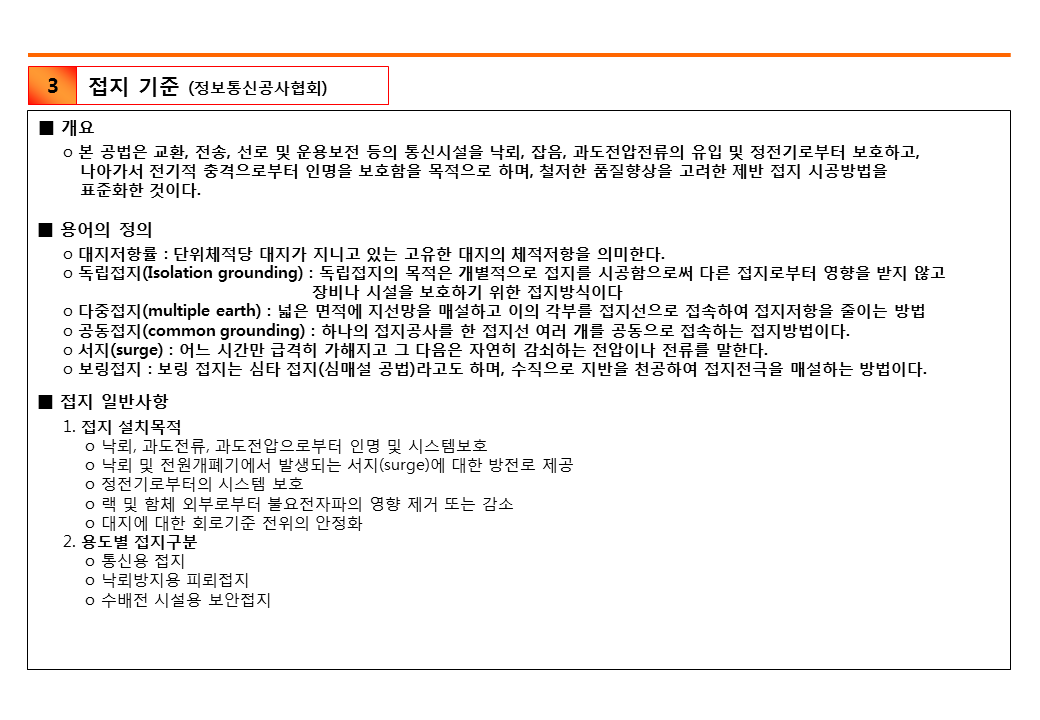 3 접지 기준 (정보통신공사협회)
■ 개요
o 본 공법은 교환, 전송, 선로 및 운용보전 등의 통신시설을 낙뢰, 잡음, 과도전압전류의 유입 및 정전기로부터 보호하고,
나아가서 전기적 충격으로부터 인명을 보호함을 목적으로 하며, 철저한 품질향상을 고려한 제반 접지 시공방법을
표준화한 것이다.
■ 용어의 정의
o 대지저항률 : 단위체적당 대지가 지니고 있는 고유한 대지의 체적저항을 의미한다.
o 독립접지(Isolation grounding) : 독립접지의 목적은 개별적으로 접지를 시공함으로써 다른 접지로부터 영향을 받지 않고
장비나 시설을 보호하기 위한 접지방식이다
o 다중접지(multiple earth) : 넓은 면적에 지선망을 매설하고 이의 각부를 접지선으로 접속하여 접지저항을 줄이는 방법
o 공동접지(common grounding) : 하나의 접지공사를 한 접지선 여러 개를 공동으로 접속하는 접지방법이다.
o 서지(surge) : 어느 시간만 급격히 가해지고 그 다음은 자연히 감쇠하는 전압이나 전류를 말한다.
o 보링접지 : 보링 접지는 심타 접지(심매설 공법)라고도 하며, 수직으로 지반을 천공하여 접지전극을 매설하는 방법이다.
■ 접지 일반사항
1. 접지 설치목적
o 낙뢰, 과도전류, 과도전압으로부터 인명 및 시스템보호
o 낙뢰 및 전원개폐기에서 발생되는 서지(surge)에 대한 방전로 제공
o 정전기로부터의 시스템 보호
o 랙 및 함체 외부로부터 불요전자파의 영향 제거 또는 감소
o 대지에 대한 회로기준 전위의 안정화
2. 용도별 접지구분
o 통신용 접지
o 낙뢰방지용 피뢰접지
o 수배전 시설용 보안접지